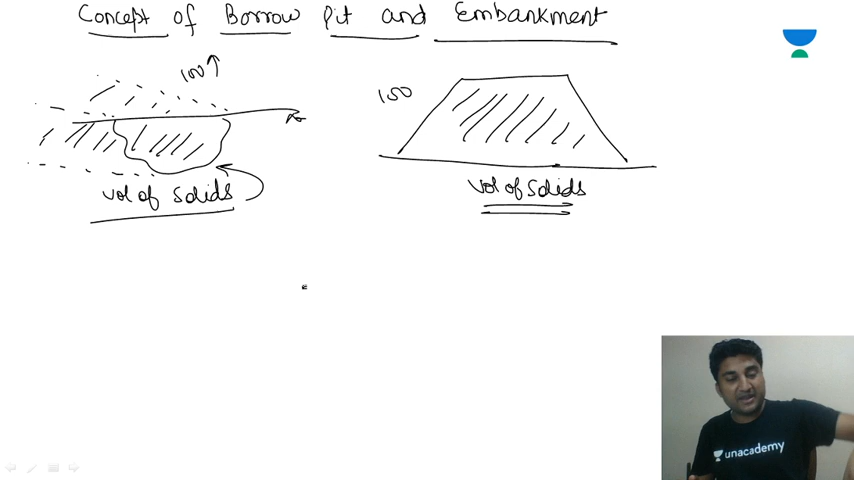 Concept of Borrow Pit and Embankment
100↑
100
vol of solids
vol of solids
unacademy